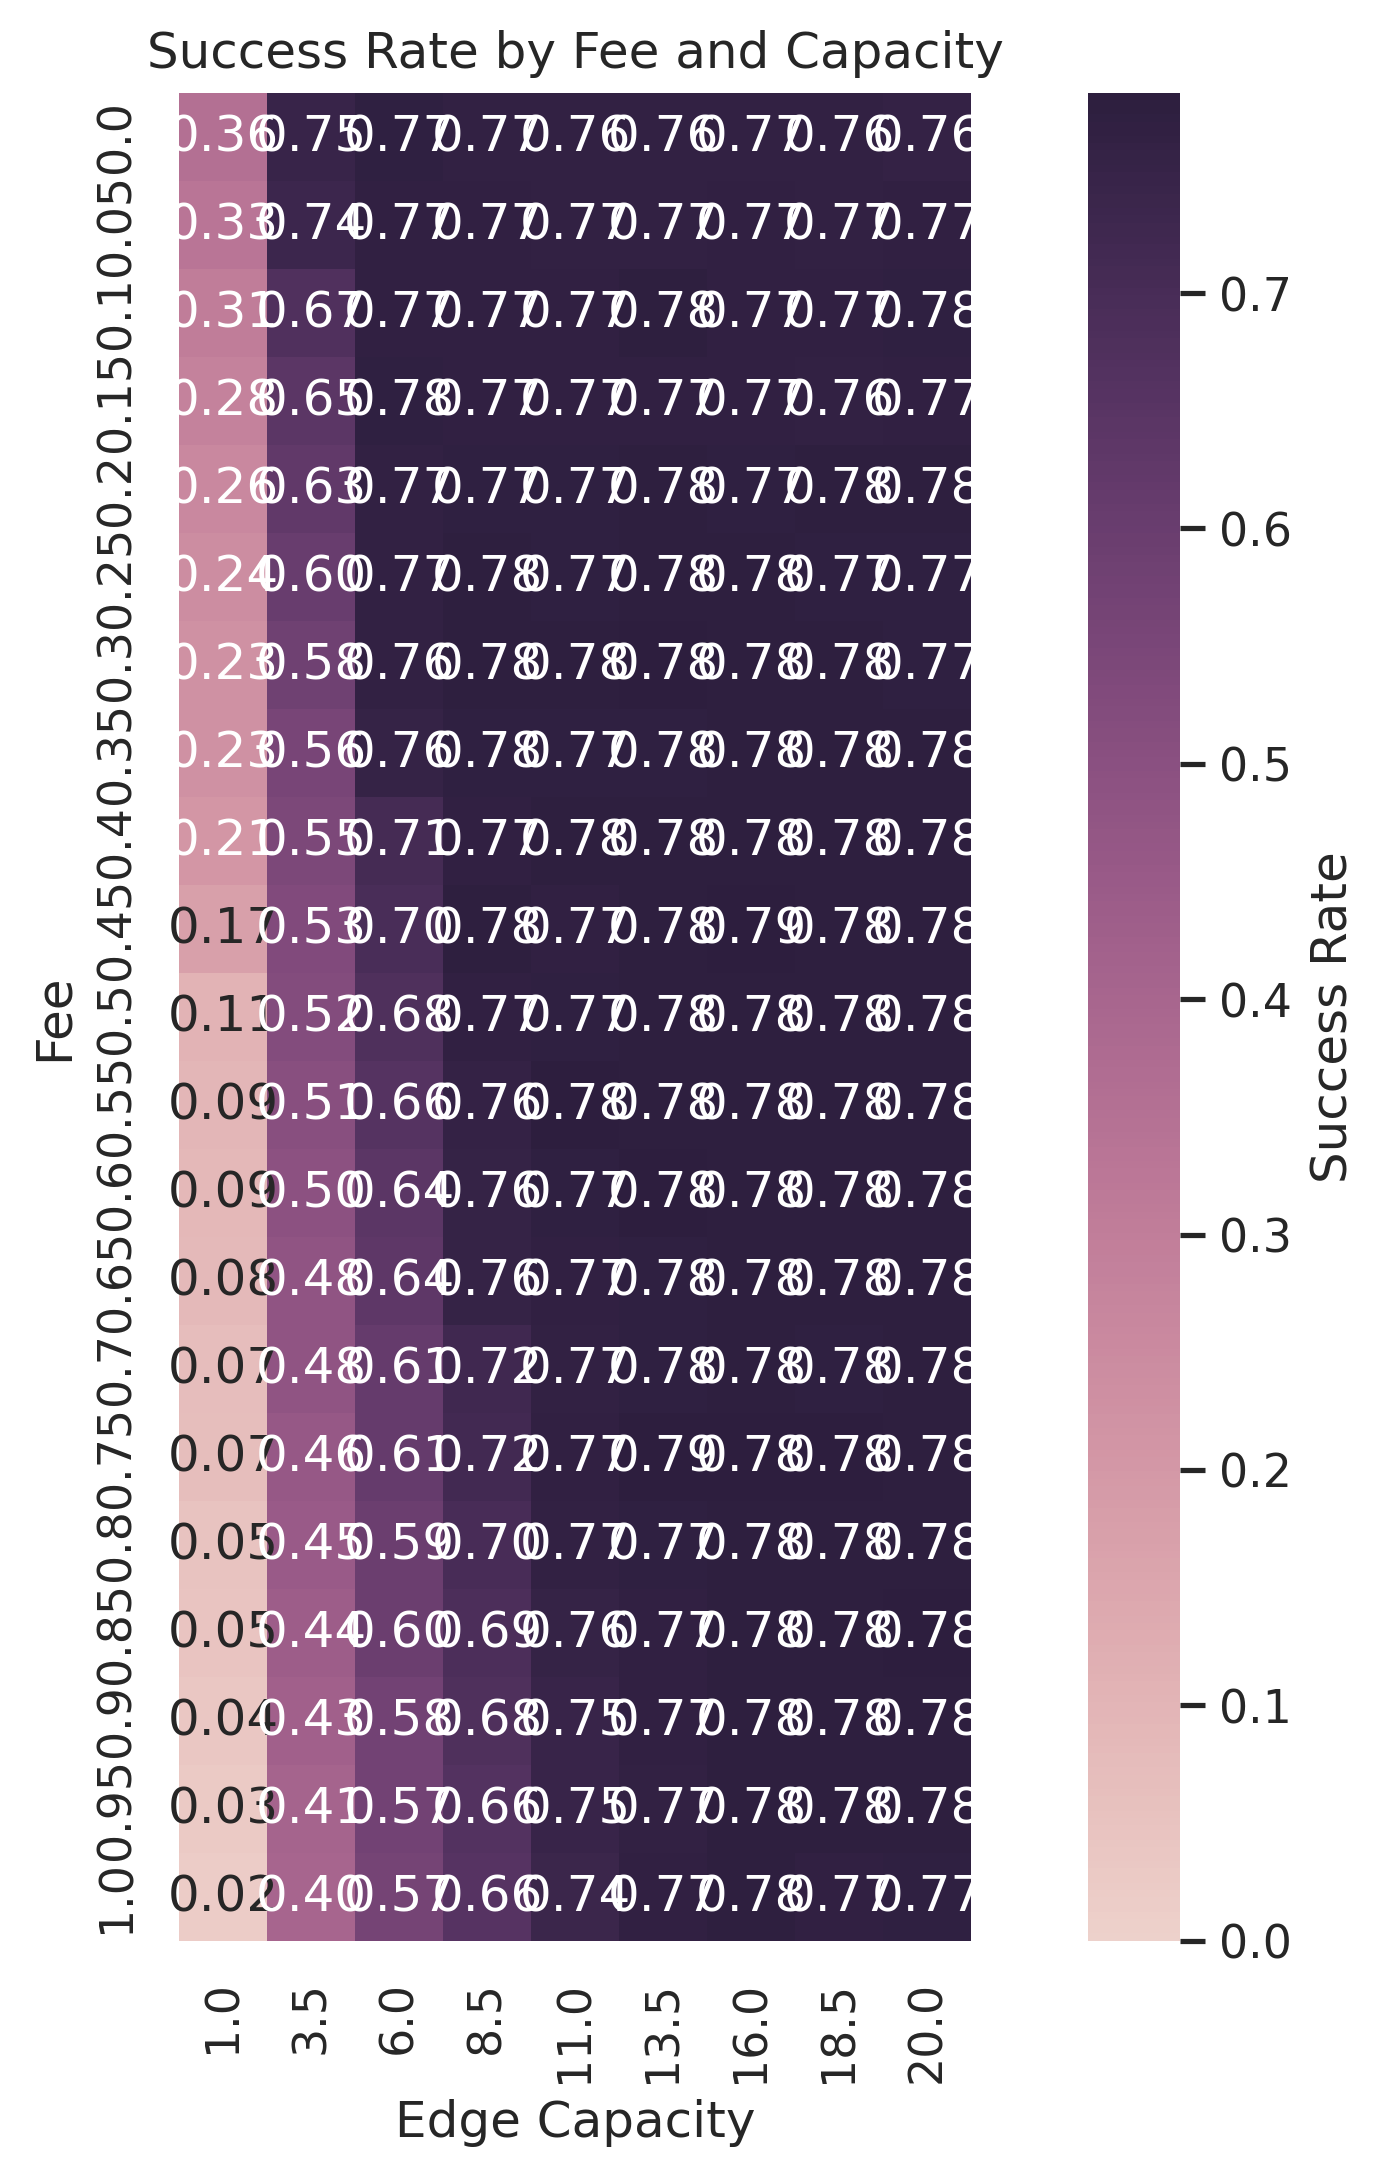 Success Rate by Fee and Capacity
0.0 0.36 0.75 0.77 0.77 0.76 0.76 0.77 0.76 0.76
0.05 0.33 0.74 0.77 0.77 0.77 0.77 0.77 0.77 0.77
0.1 0.31 0.67 0.77 0.77 0.77 0.78 0.77 0.77 0.78
0.15 0.28 0.65 0.78 0.77 0.77 0.77 0.77 0.76 0.77
0.2 0.26 0.63 0.77 0.77 0.77 0.78 0.77 0.78 0.78
0.25 0.24 0.60 0.77 0.78 0.77 0.78 0.78 0.77 0.77
0.3 0.23 0.58 0.76 0.78 0.78 0.78 0.78 0.78 0.77
0.35 0.23 0.56 0.76 0.78 0.77 0.78 0.78 0.78 0.78
0.4 0.21 0.55 0.71 0.77 0.78 0.78 0.78 0.78 0.78
0.45 0.17 0.53 0.70 0.78 0.77 0.78 0.79 0.78 0.78
0.5 0.11 0.52 0.68 0.77 0.77 0.78 0.78 0.78 0.78
0.55 0.09 0.51 0.66 0.76 0.78 0.78 0.78 0.78 0.78
0.6 0.09 0.50 0.64 0.76 0.77 0.78 0.78 0.78 0.78
0.65 0.08 0.48 0.64 0.76 0.77 0.78 0.78 0.78 0.78
0.7 0.07 0.48 0.61 0.72 0.77 0.78 0.78 0.78 0.78
0.75 0.07 0.46 0.61 0.72 0.77 0.79 0.78 0.78 0.78
0.8 0.05 0.45 0.59 0.70 0.77 0.77 0.78 0.78 0.78
0.85 0.05 0.44 0.60 0.69 0.76 0.77 0.78 0.78 0.78
0.9 0.04 0.43 0.58 0.68 0.75 0.77 0.78 0.78 0.78
0.95 0.03 0.41 0.57 0.66 0.75 0.77 0.78 0.78 0.78
1.0 0.02 0.40 0.57 0.66 0.74 0.77 0.78 0.77 0.77
Fee
1.0 3.5 6.0 8.5 11.0 13.5 16.0 18.5 20.0
Edge Capacity
0.7
0.6
0.5
0.4
0.3
0.2
0.1
0.0
Success Rate